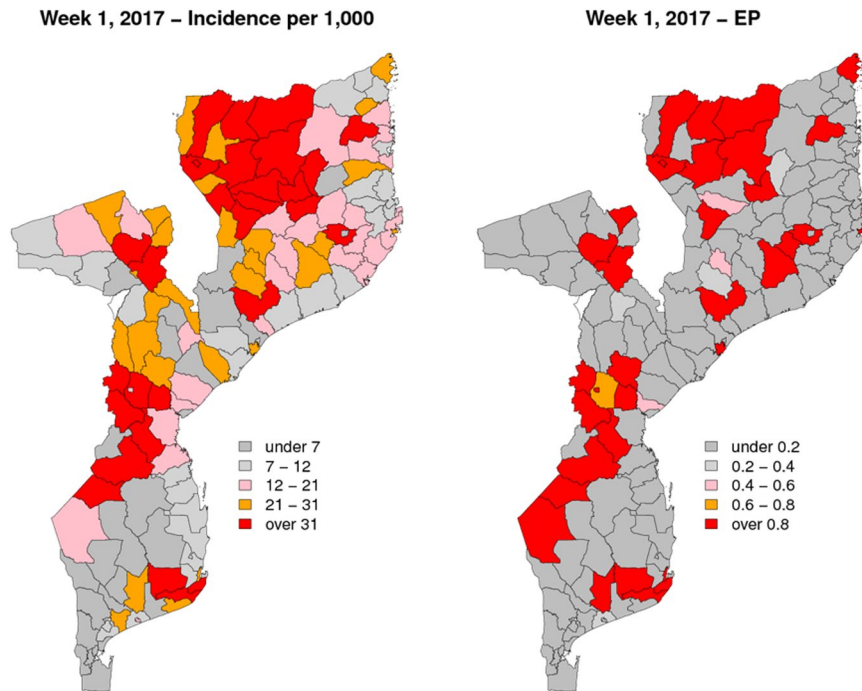 Week 1, 2017 – Incidence per 1,000
under 7
7 – 12
12 – 21
21 – 31
over 31
Week 1, 2017 – EP
under 0.2
0.2 – 0.4
0.4 – 0.6
0.6 – 0.8
over 0.8